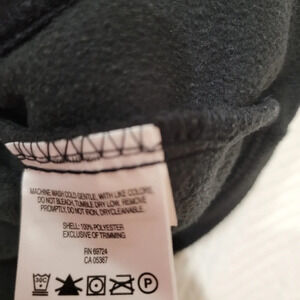 MACHINE WASH COLD GENTLE, WITH LIKE COLORS.
DO NOT BLEACH, TUMBLE DRY LOW. REMOVE
PROMPTLY, DO NOT IRON, DRYCLEANABLE.
SHELL: 100% POLYESTER
EXCLUSIVE OF TRIMMING.
RN 69724
CA 05367